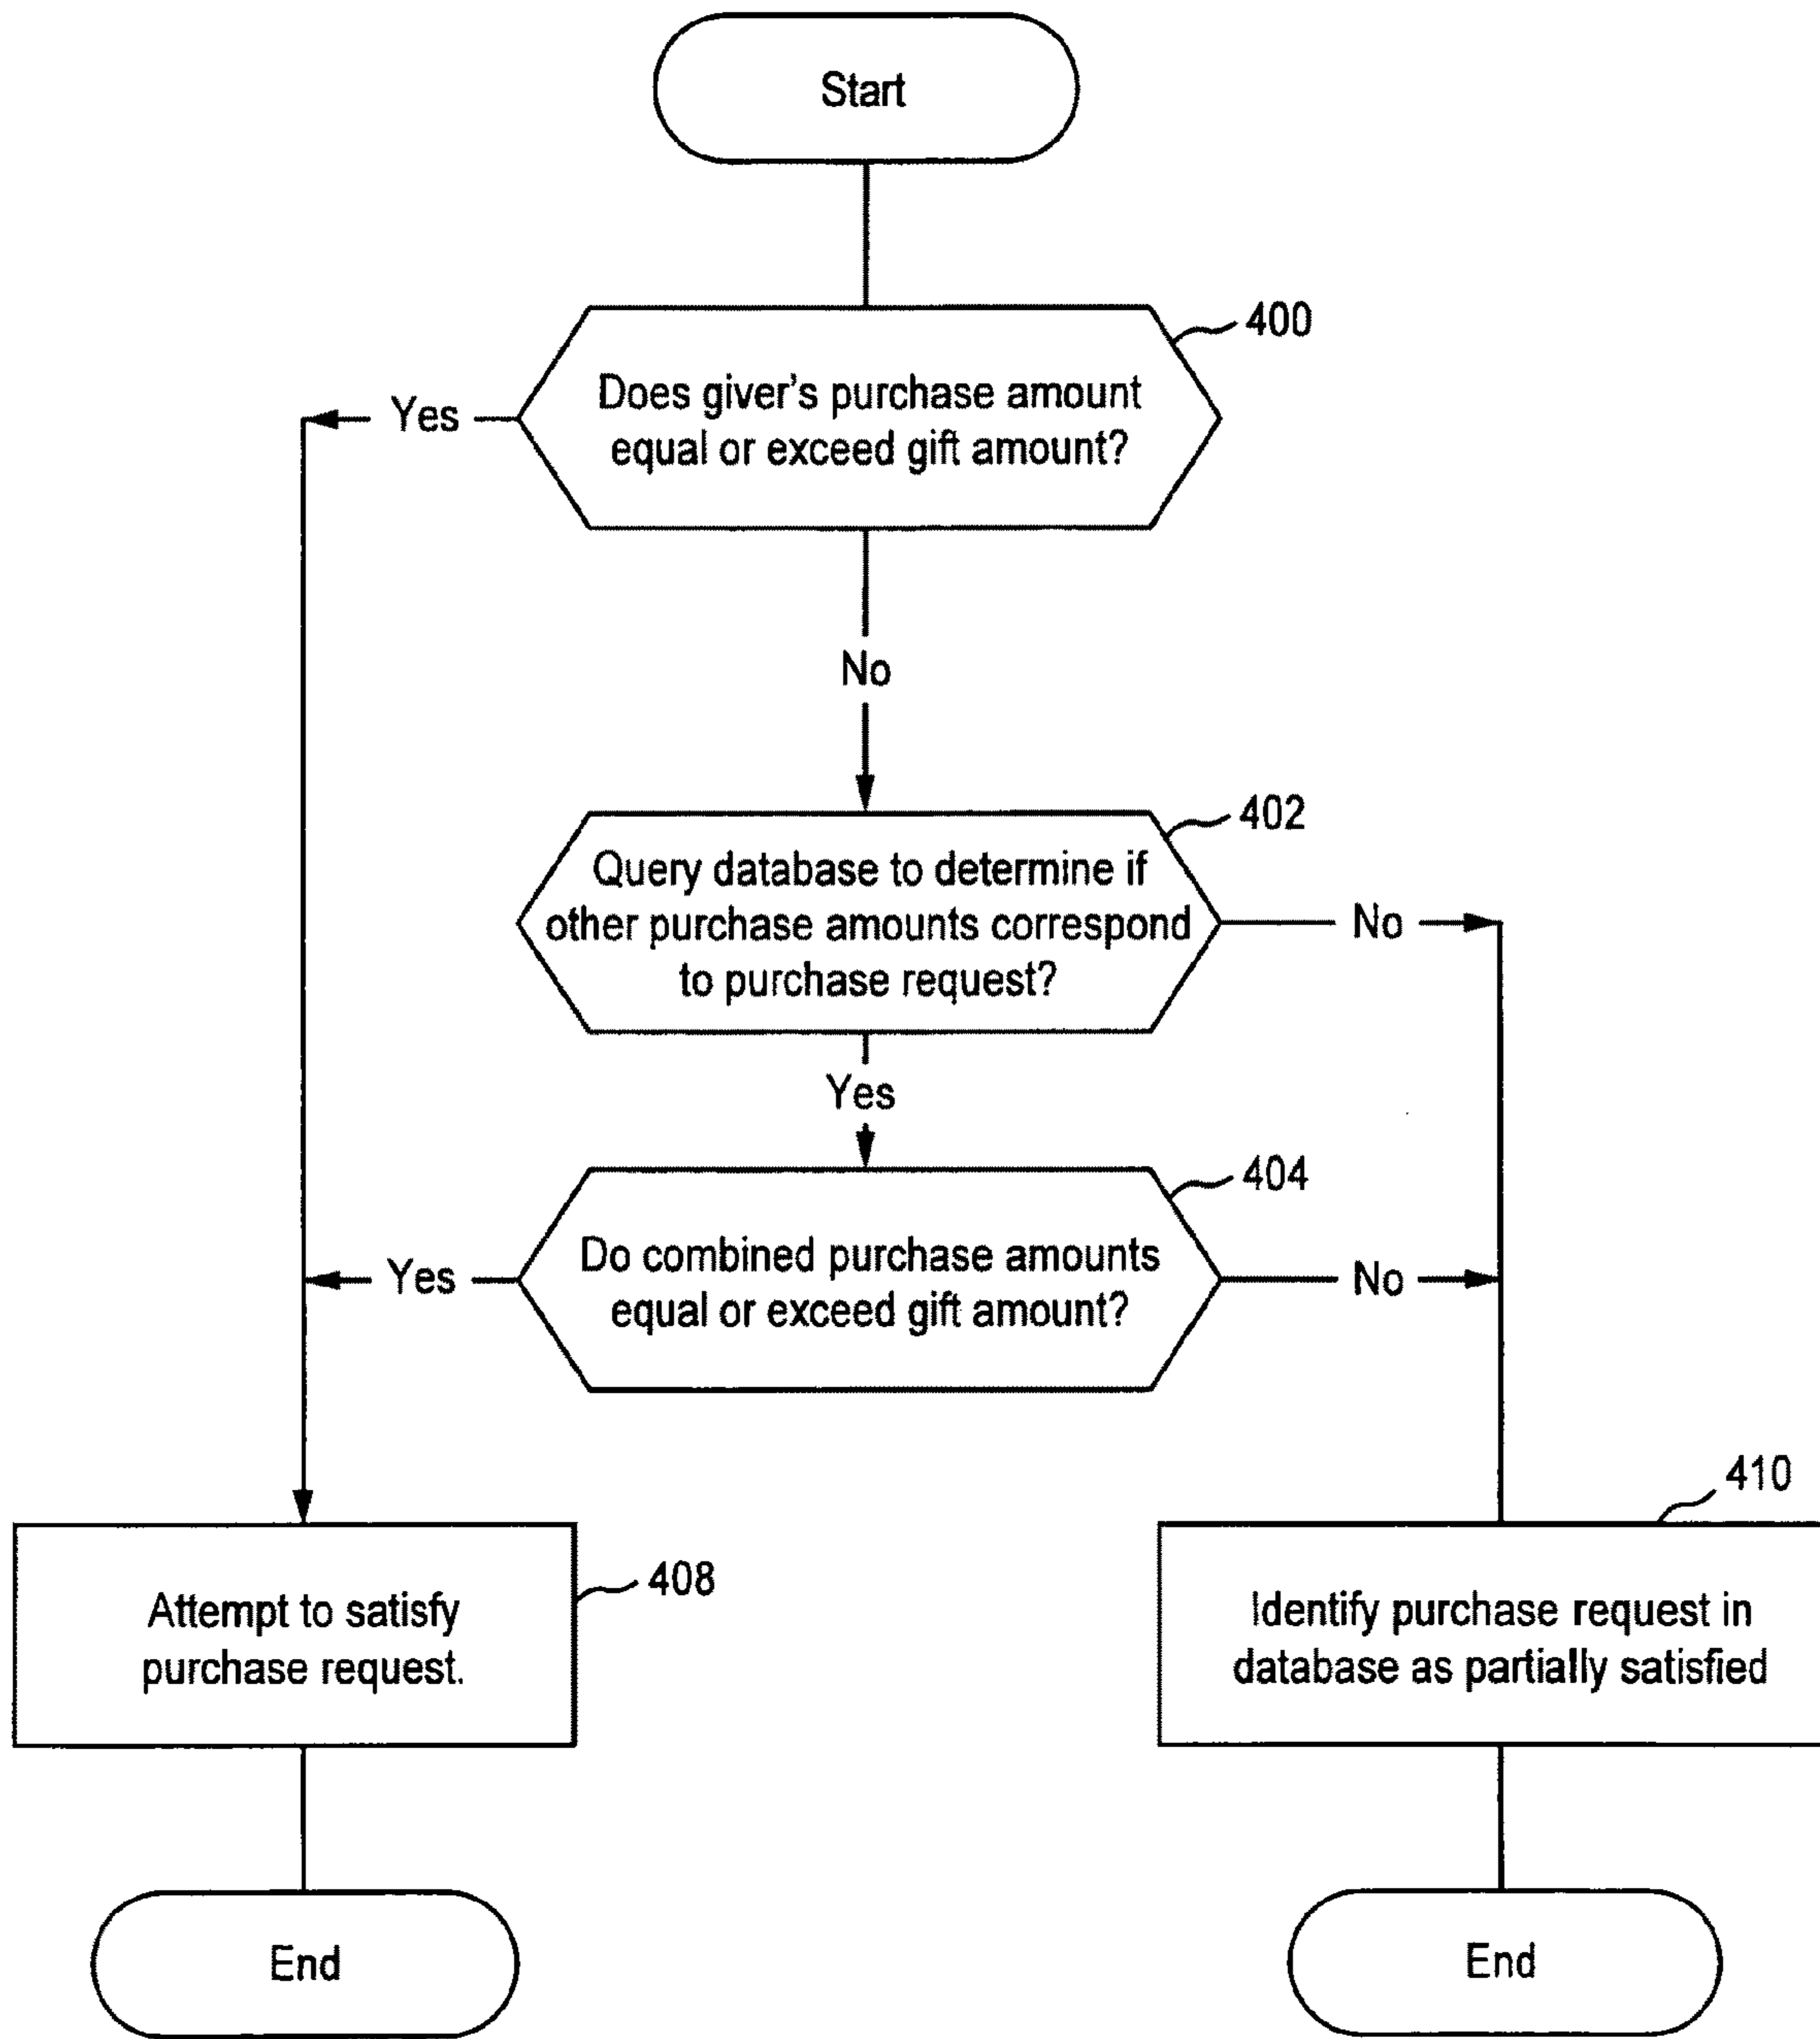 Start
400
Does giver's purchase amount
equal or exceed gift amount?
Yes
No
402
Query database to determine if
other purchase amounts correspond
to purchase request?
No
Yes
404
Do combined purchase amounts
equal or exceed gift amount?
Yes
No
408
Attempt to satisfy
purchase request.
410
Identify purchase request in
database as partially satisfied
End
End